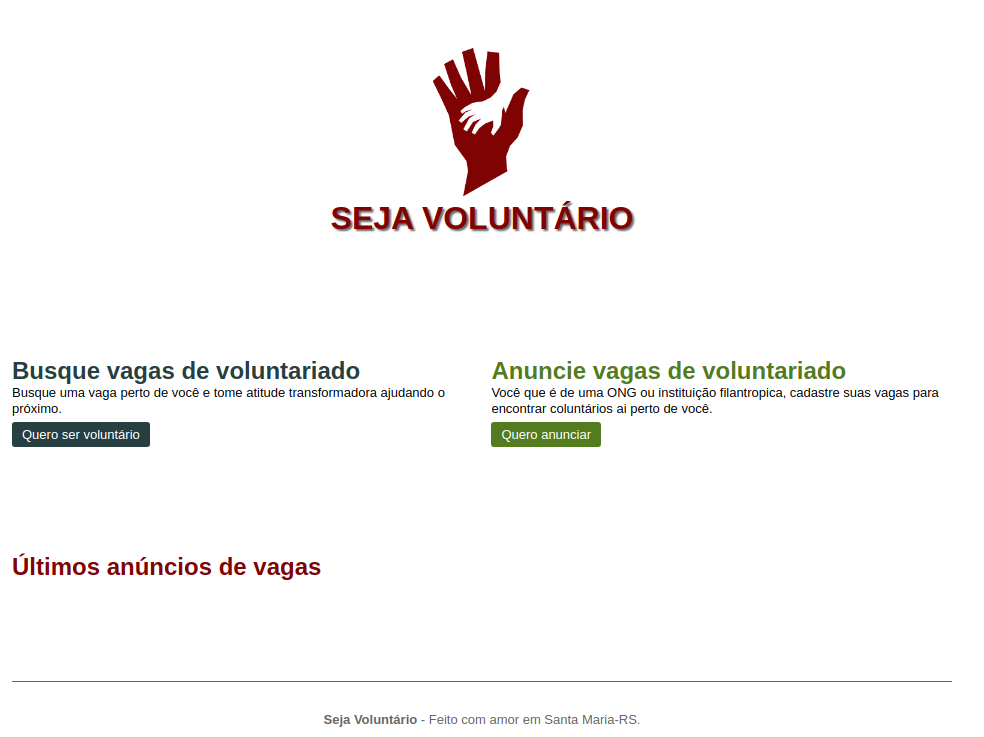 SEJA VOLUNTÁRIO
Busque vagas de voluntariado
Busque uma vaga perto de você e tome atitude transformadora ajudando o
próximo.
Quero ser voluntário
Anuncie vagas de voluntariado
Você que é de uma ONG ou instituição filantropica, cadastre suas vagas para
encontrar coluntários ai perto de você.
Quero anunciar
Últimos anúncios de vagas
Seja Voluntário - Feito com amor em Santa Maria-RS.